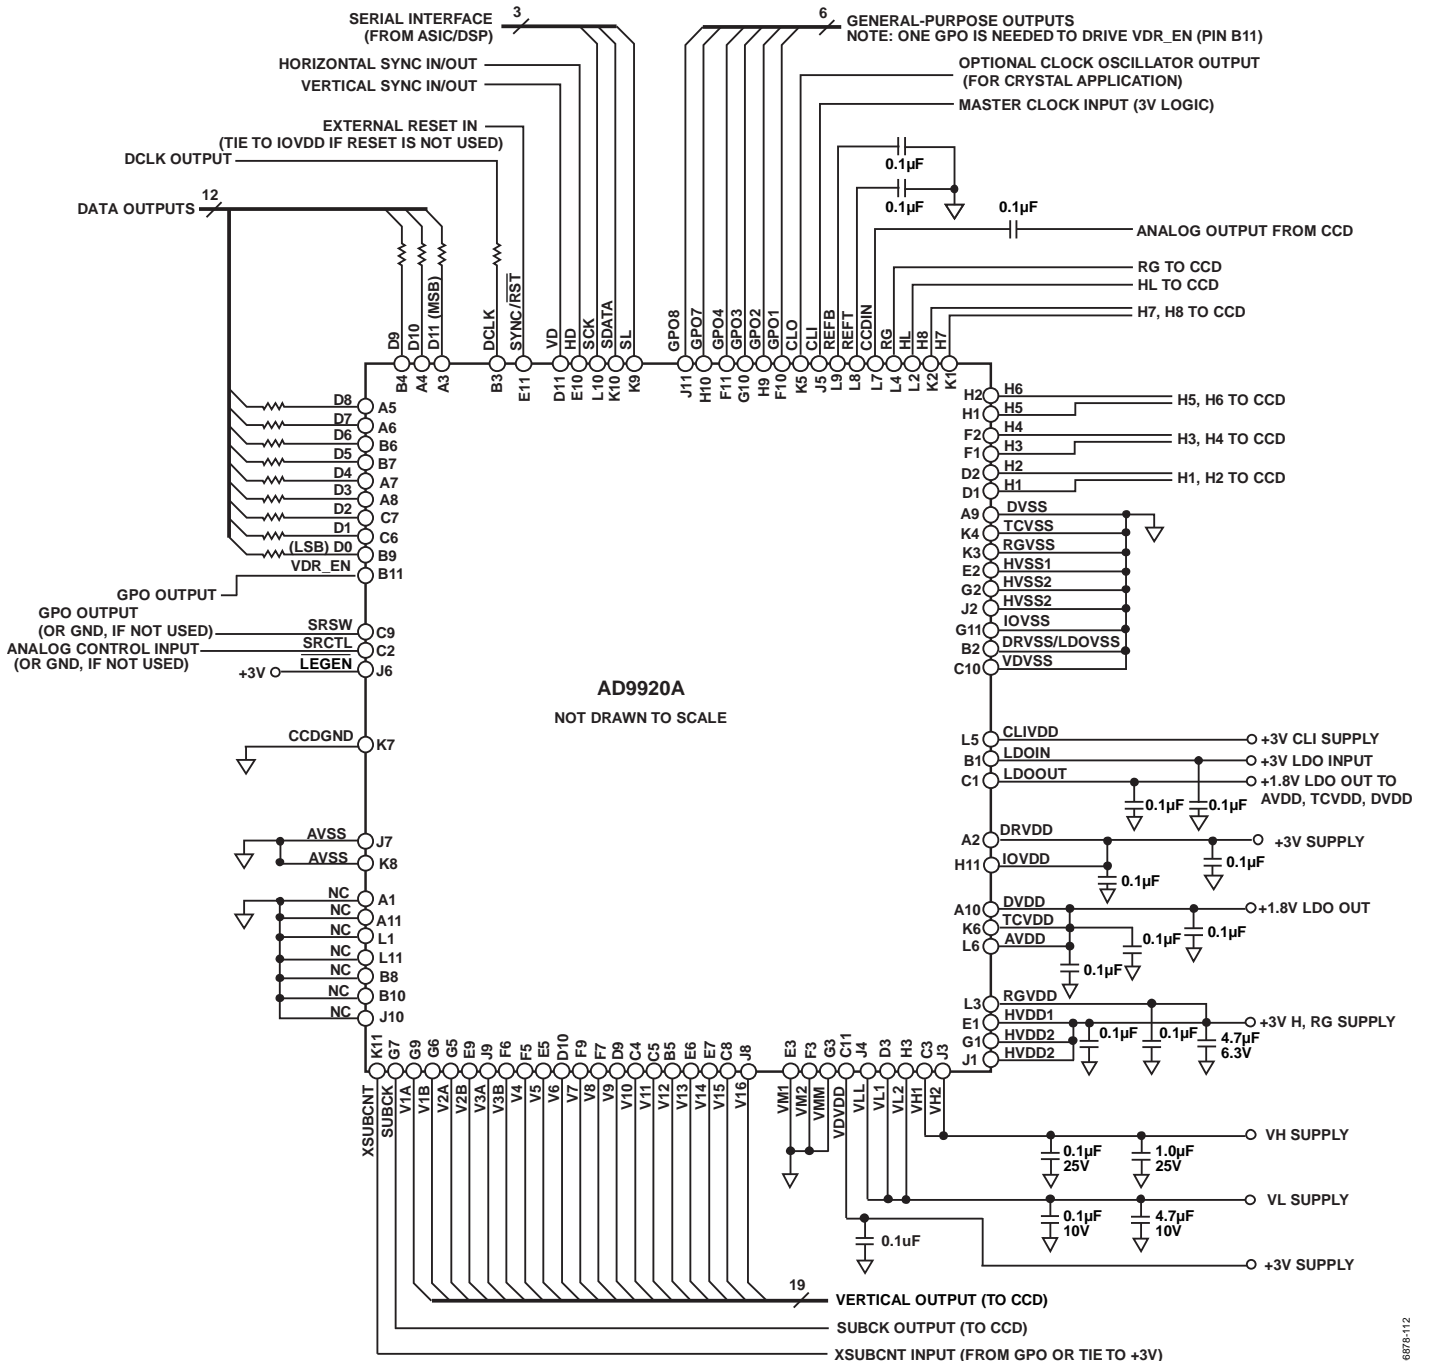 SERIAL INTERFACE
(FROM ASIC/DSP)
3
6
GENERAL-PURPOSE OUTPUTS
NOTE: ONE GPO IS NEEDED TO DRIVE VDR_EN (PIN B11)
HORIZONTAL SYNC IN/OUT
VERTICAL SYNC IN/OUT
OPTIONAL CLOCK OSCILLATOR OUTPUT
(FOR CRYSTAL APPLICATION)
MASTER CLOCK INPUT (3V LOGIC)
EXTERNAL RESET IN
(TIE TO IOVDD IF RESET IS NOT USED)
DCLK OUTPUT
DATA OUTPUTS
12
0.1µF
0.1µF
0.1µF
ANALOG OUTPUT FROM CCD
RG TO CCD
HL TO CCD
H7, H8 TO CCD
D9
D10
D11 (MSB)
DCLK
SYNC/RST
VD
HD
SCK
SDATA
SL
GPO8
GPO7
GPO4
GPO3
GPO2
GPO1
CLO
CLI
REFB
REFT
CCDIN
RG
HL
H8
H7
B4
A4
A3
B3
E11
D11
E10
L10
K10
K9
J11
H10
F11
G10
H9
F10
K5
J5
L9
L8
L7
L4
L2
K2
K1
D8 A5
D7 A6
D6 B6
D5 B7
D4 A7
D3 A8
D2 C7
D1 C6
(LSB) D0 B9
VDR_EN B11
GPO OUTPUT
GPO OUTPUT
(OR GND, IF NOT USED)
SRSW C9
ANALOG CONTROL INPUT
(OR GND, IF NOT USED)
SRCTL C2
+3V
LEGEN J6
CCDGND K7
AVSS J7
AVSS K8
NC A1
NC A11
NC L1
NC L11
NC B8
NC B10
NC J10
AD9920A
NOT DRAWN TO SCALE
H2 H6
H1 H5
H5, H6 TO CCD
F2 H4
F1 H3
H3, H4 TO CCD
D2 H2
D1 H1
H1, H2 TO CCD
A9 DVSS
K4 TCVSS
K3 RGVSS
E2 HVSS1
G2 HVSS2
J2 HVSS2
G11 IOVSS
B2 DRVSS/LDOVSS
C10 VDVSS
L5 CLIVDD +3V CLI SUPPLY
B1 LDOIN +3V LDO INPUT
C1 LDOOUT +1.8V LDO OUT TO
AVDD, TCVDD, DVDD
0.1µF
0.1µF
A2 DRVDD +3V SUPPLY
H11 IOVDD
0.1µF
0.1µF
A10 DVDD +1.8V LDO OUT
K6 TCVDD
L6 AVDD
0.1µF
0.1µF
0.1µF
L3 RGVDD
E1 HVDD1 +3V H, RG SUPPLY
G1 HVDD2
J1 HVDD2
0.1µF
0.1µF
4.7µF
6.3V
K11
G7
G9
G6
G5
E9
J9
F6
F5
E5
D10
F9
F7
D9
C4
C5
B5
E6
E7
C8
J8
E3
F3
G3
C11
J4
D3
H3
C3
J3
XSUBCNT
SUBCK
V1A
V1B
V2A
V2B
V3A
V3B
V4
V5
V6
V7
V8
V9
V10
V11
V12
V13
V14
V15
V16
VM1
VM2
VMM
VDVDD
VLL
VL1
VL2
VH1
VH2
VH SUPPLY
0.1µF
25V
1.0µF
25V
VL SUPPLY
0.1µF
10V
4.7µF
10V
0.1uF
+3V SUPPLY
19
VERTICAL OUTPUT (TO CCD)
SUBCK OUTPUT (TO CCD)
XSUBCNT INPUT (FROM GPO OR TIE TO +3V)
6878-112